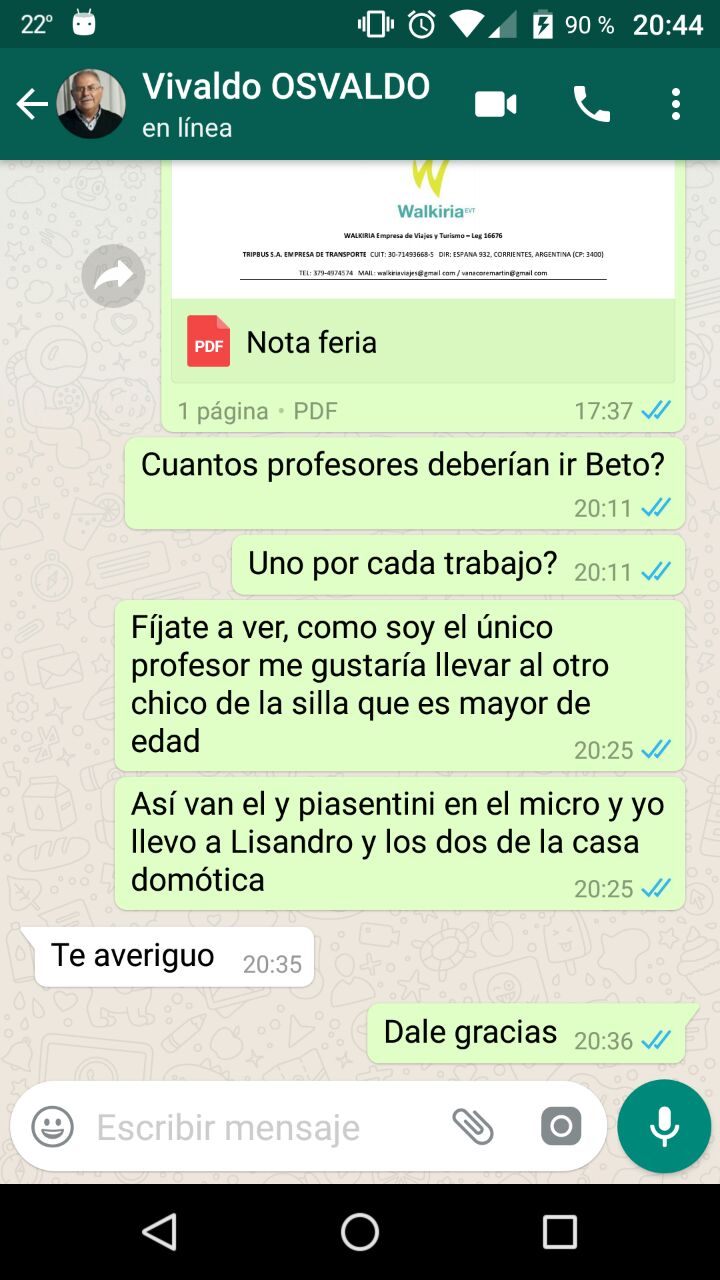 22°
90 %
20:44
Vivaldo OSVALDO
en línea
Walkiria EVT
WALKIRIA Empresa de Viajes y Turismo – Leg 16676
TRIPBUS S.A. EMPRESA DE TRANSPORTE CUIT: 30-71493668-5 DIR: ESPANA 932, CORRIENTES, ARGENTINA (CP: 3400)
TEL: 379-4974574 MAIL: walkiriaviajes@gmail.com / vanacoremartin@gmail.com
PDF
Nota feria
1 página • PDF
17:37
Cuantos profesores deberían ir Beto?
20:11
Uno por cada trabajo?
20:11
Fíjate a ver, como soy el único
profesor me gustaría llevar al otro
chico de la silla que es mayor de
edad
20:25
Así van el y piasentini en el micro y yo
llevo a Lisandro y los dos de la casa
domótica
20:25
Te averiguo
20:35
Dale gracias
20:36
Escribir mensaje